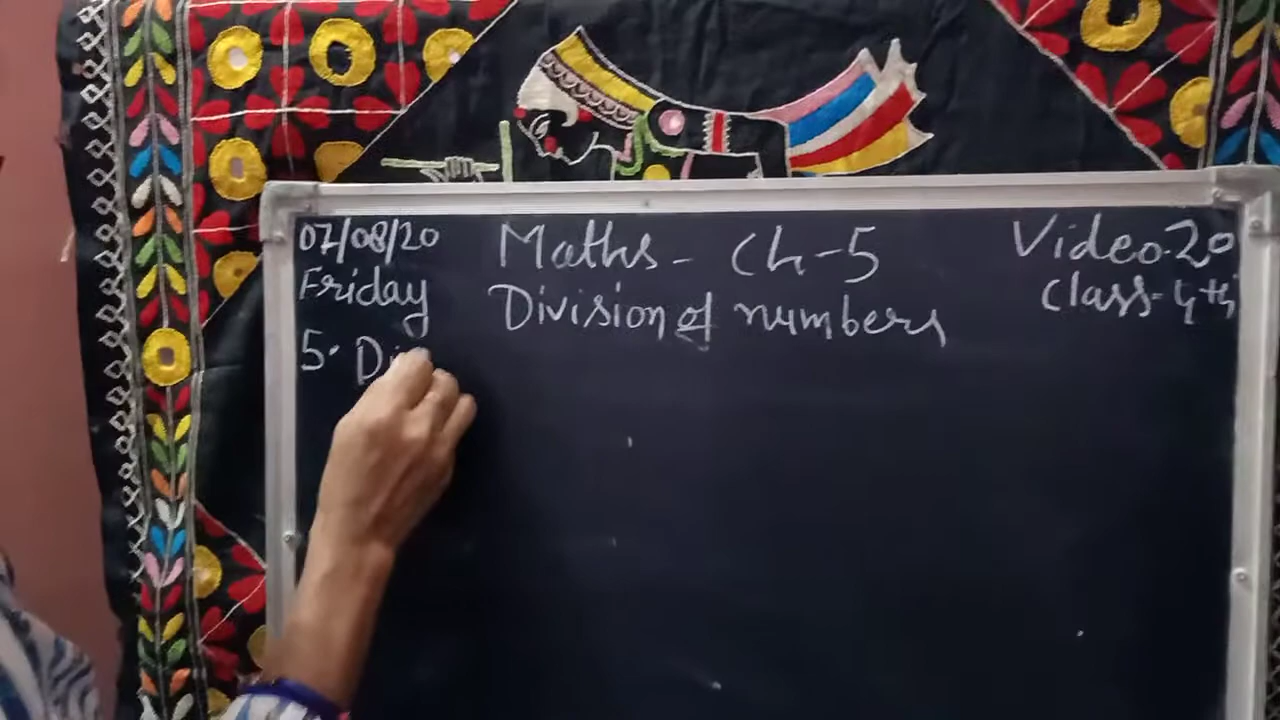 07/08/20 Maths - Ch-5 Video.20
Friday Division of numbers Class-4th
5. Di